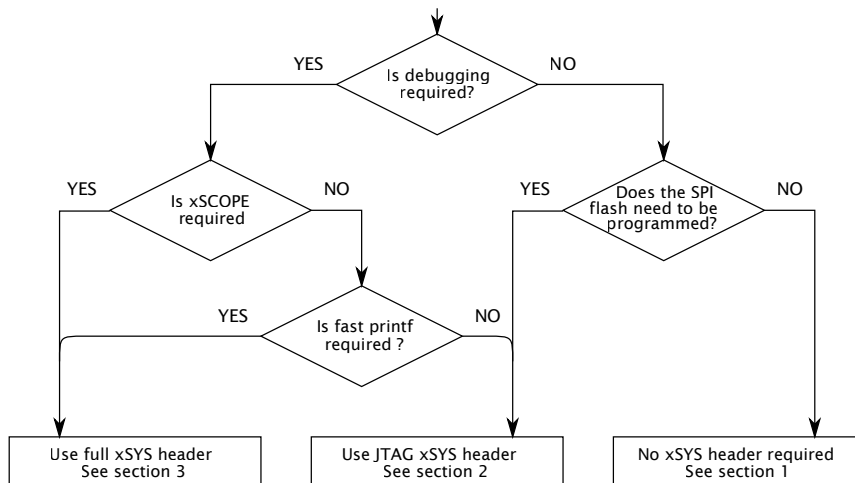 YES
Is debugging
required?
NO
YES
Is xSCOPE
required
NO
YES
Does the SPI
flash need to be
programmed?
NO
YES
Is fast printf
required ?
NO
Use full xSYS header
See section 3
Use JTAG xSYS header
See section 2
No xSYS header required
See section 1